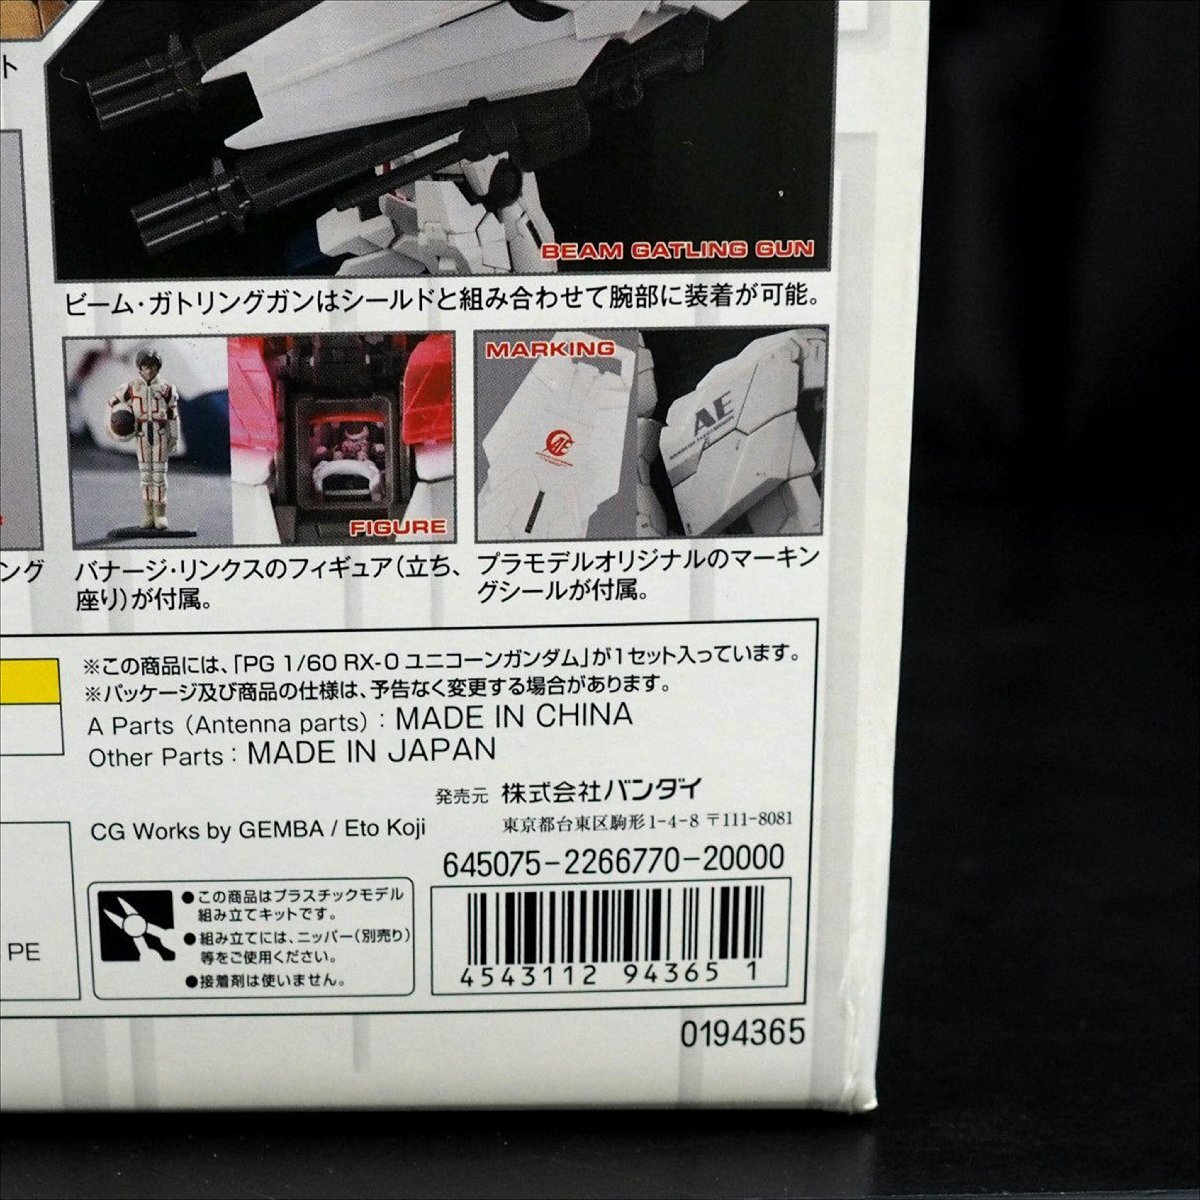 ト
BEAM GATLING GUN
ビーム・ガトリングガンはシールドと組み合わせて腕部に装着が可能。
FIGURE
MARKING
AE
AE
ング
バナージ・リンクスのフィギュア(立ち、
座り)が付属。
プラモデルオリジナルのマーキン
グシールが付属。
※この商品には、「PG 1/60 RX-0 ユニコーンガンダム」が1セット入っています。
※パッケージ及び商品の仕様は、予告なく変更する場合があります。
A Parts (Antenna parts) : MADE IN CHINA
Other Parts : MADE IN JAPAN
発売元 株式会社バンダイ
東京都台東区駒形1-4-8 〒111-8081
CG Works by GEMBA / Eto Koji
645075-2266770-20000
PE
●この商品はプラスチックモデル
組み立てキットです。
●組み立てには、ニッパー(別売り)
等をご使用ください。
●接着剤は使いません。
4543112 94365 1
0194365